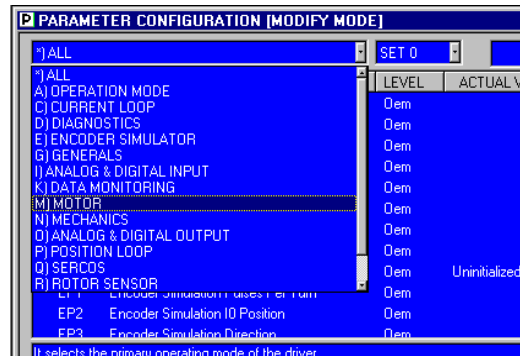 PARAMETER CONFIGURATION [MODIFY MODE]
*) ALL SET 0
*) ALL LEVEL ACTUAL V
A) OPERATION MODE Oem
C) CURRENT LOOP Oem
D) DIAGNOSTICS
E) ENCODER SIMULATOR Oem
G) GENERALS Oem
I) ANALOG & DIGITAL INPUT Oem
K) DATA MONITORING Oem
M) MOTOR Oem
N) MECHANICS
O) ANALOG & DIGITAL OUTPUT Oem
P) POSITION LOOP Oem
Q) SERCOS Oem Uninitialized
R) ROTOR SENSOR
EP1 Encoder Simulation Pulses Per Turn Oem
EP2 Encoder Simulation I0 Position Oem
EP3 Encoder Simulation Direction Oem
It selects the primary operating mode of the driver